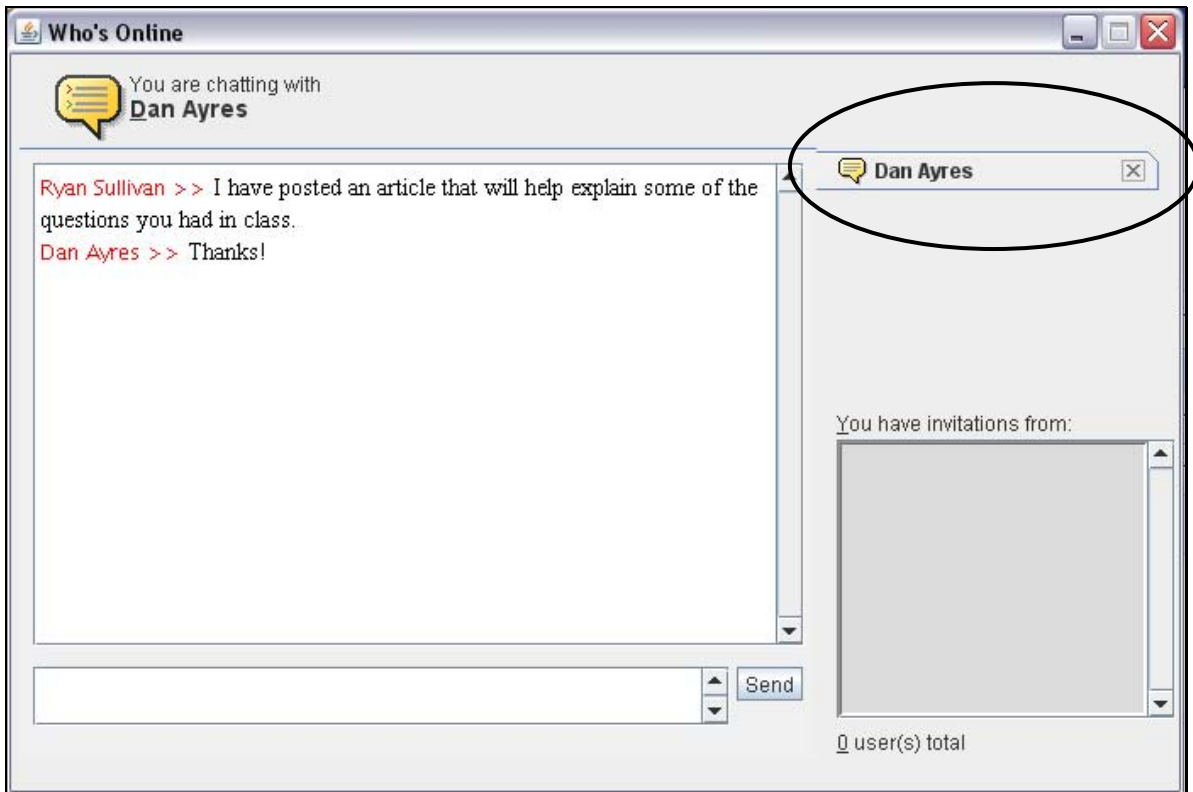 Who's Online
You are chatting with
Dan Ayres
Ryan Sullivan >> I have posted an article that will help explain some of the
questions you had in class.
Dan Ayres >> Thanks!
Dan Ayres
You have invitations from:
Send
0 user(s) total